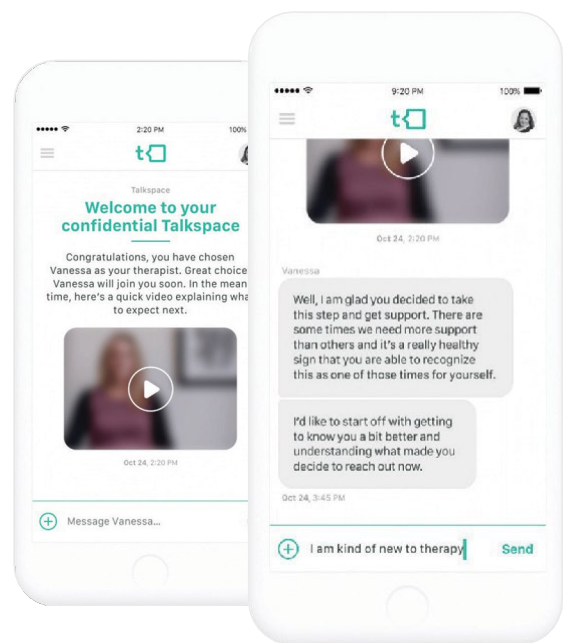 2:20 PM
100%
t
Talkspace
Welcome to your
confidential Talkspace
Congratulations, you have chosen
Vanessa as your therapist. Great choice
Vanessa will join you soon. In the mean
time, here's a quick video explaining wha
to expect next.
Oct 24, 2:20 PM
Message Vanessa...
9:20 PM
100%
t
Oct 24, 2:20 PM
Vanessa
Well, I am glad you decided to take
this step and get support. There are
some times we need more support
than others and it's a really healthy
sign that you are able to recognize
this as one of those times for yourself.
I'd like to start off with getting
to know you a bit better and
understanding what made you
decide to reach out now.
Oct 24, 3:45 PM
I am kind of new to therapy
Send